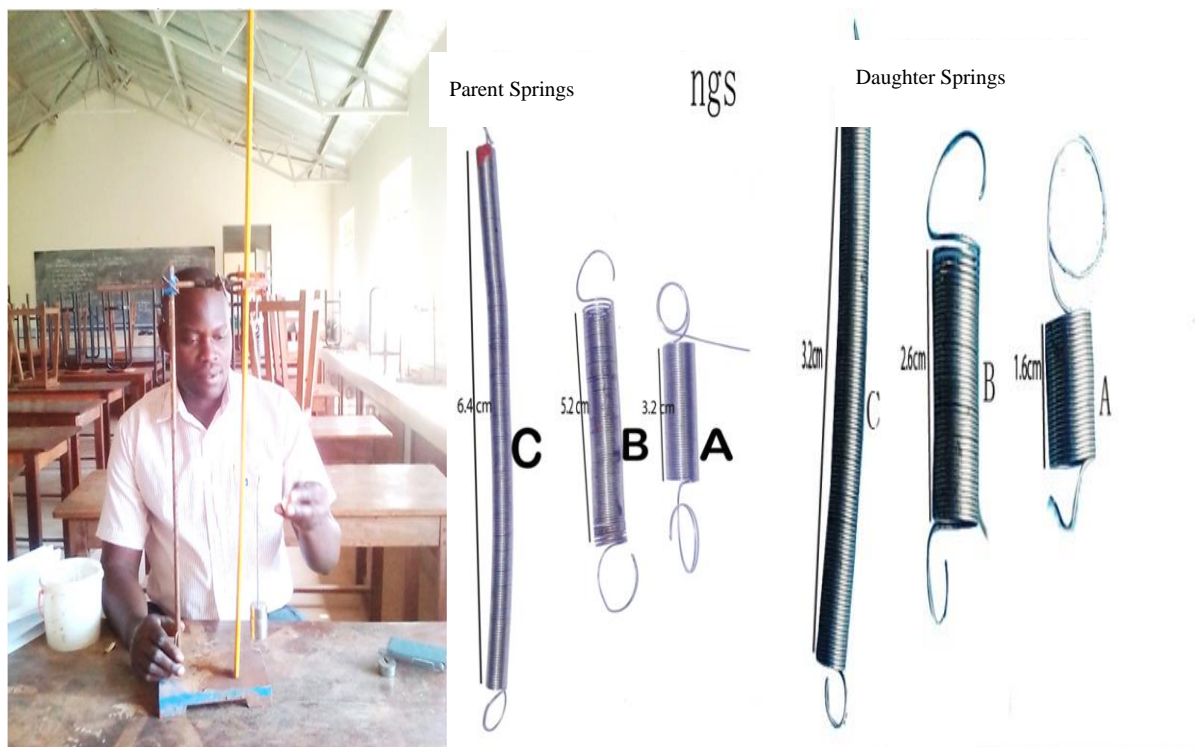 Parent Springs
ngs
Daughter Springs
6.4 cm
C
5.2 cm
B
3.2 cm
A
3.2cm
C
2.6cm
B
1.6cm
A